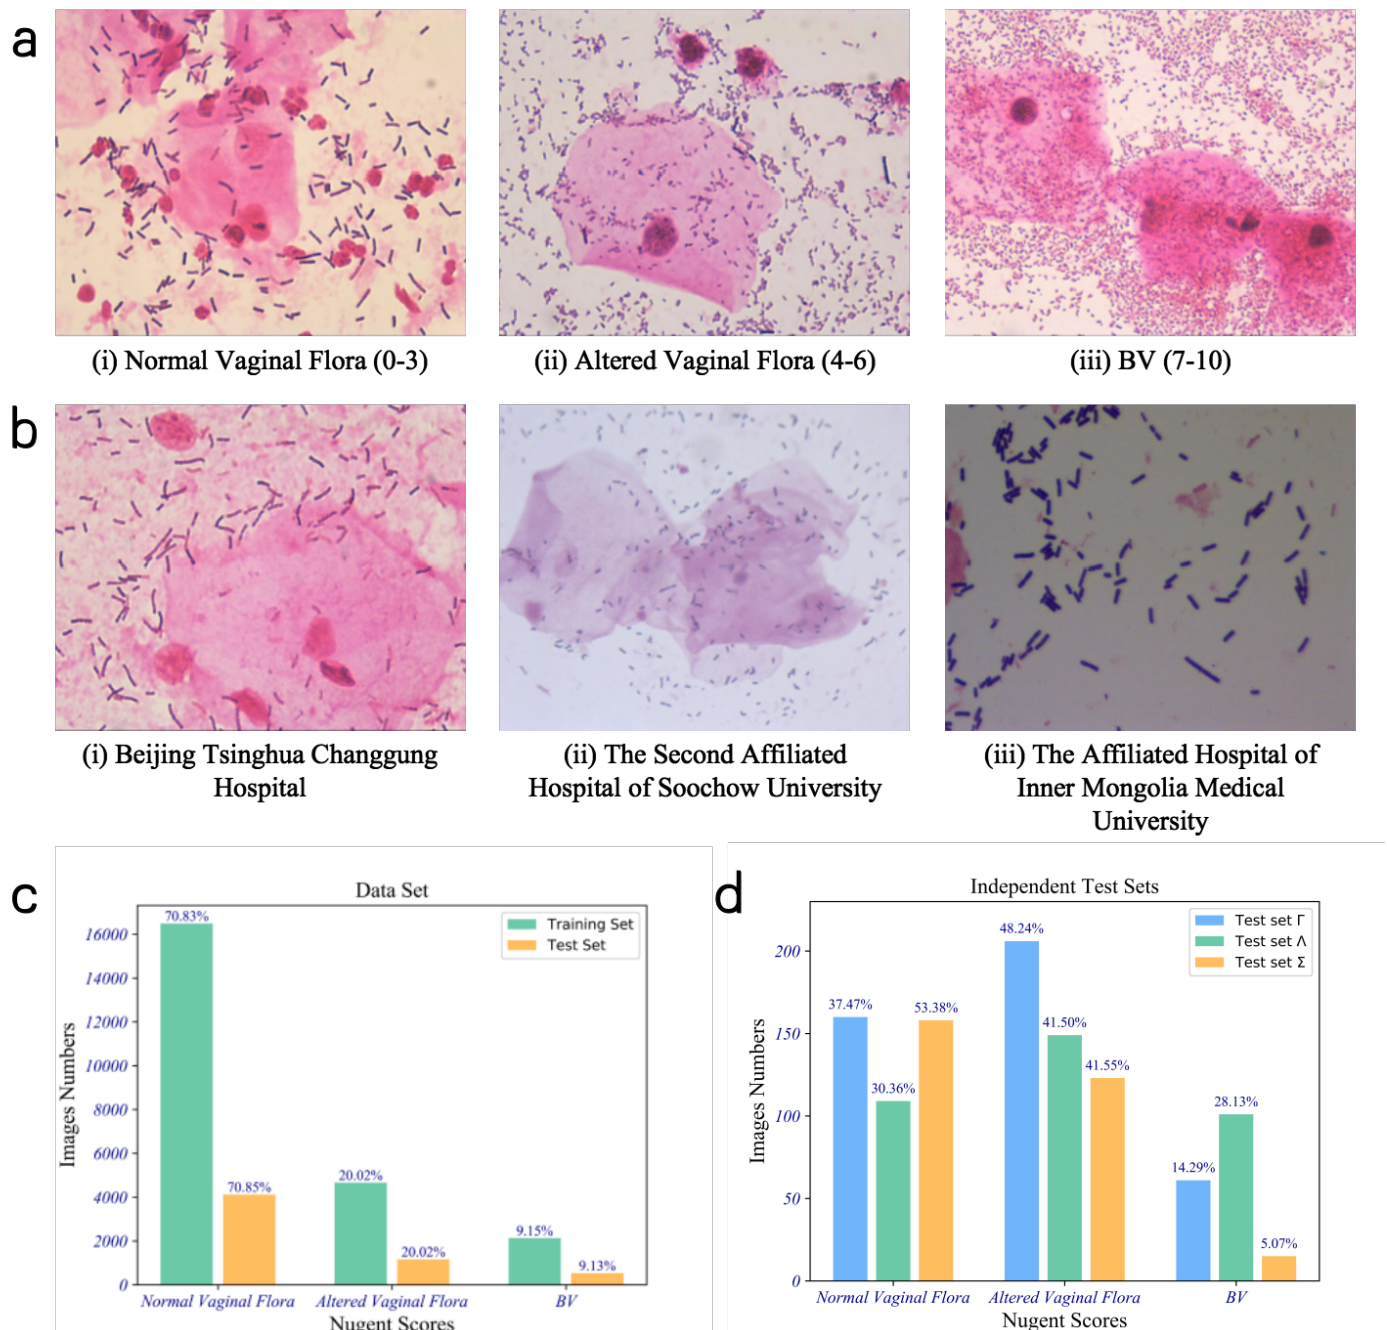 a
(i) Normal Vaginal Flora (0-3)
(ii) Altered Vaginal Flora (4-6)
(iii) BV (7-10)
b
(i) Beijing Tsinghua Changgung
Hospital
(ii) The Second Affiliated
Hospital of Soochow University
(iii) The Affiliated Hospital of
Inner Mongolia Medical
University
c
Data Set
Training Set
Test Set
Images Numbers
16000
14000
12000
10000
8000
6000
4000
2000
0
70.83%
70.85%
20.02%
20.02%
9.15%
9.13%
Normal Vaginal Flora
Altered Vaginal Flora
BV
Nugent Scores
d
Independent Test Sets
Test set Γ
Test set Λ
Test set Σ
Images Numbers
200
150
100
50
0
37.47%
30.36%
53.38%
48.24%
41.50%
41.55%
14.29%
28.13%
5.07%
Normal Vaginal Flora
Altered Vaginal Flora
BV
Nugent Scores